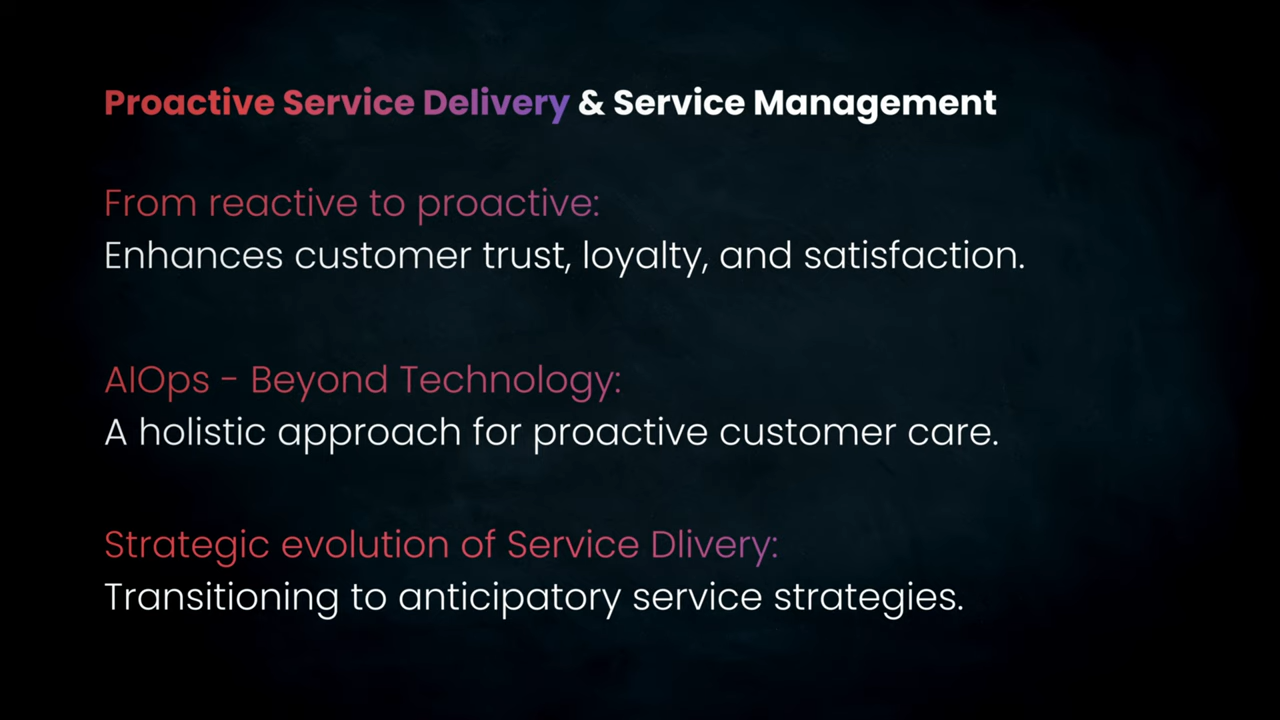 Proactive Service Delivery & Service Management
From reactive to proactive:
Enhances customer trust, loyalty, and satisfaction.
AIOps - Beyond Technology:
A holistic approach for proactive customer care.
Strategic evolution of Service Dlivery:
Transitioning to anticipatory service strategies.